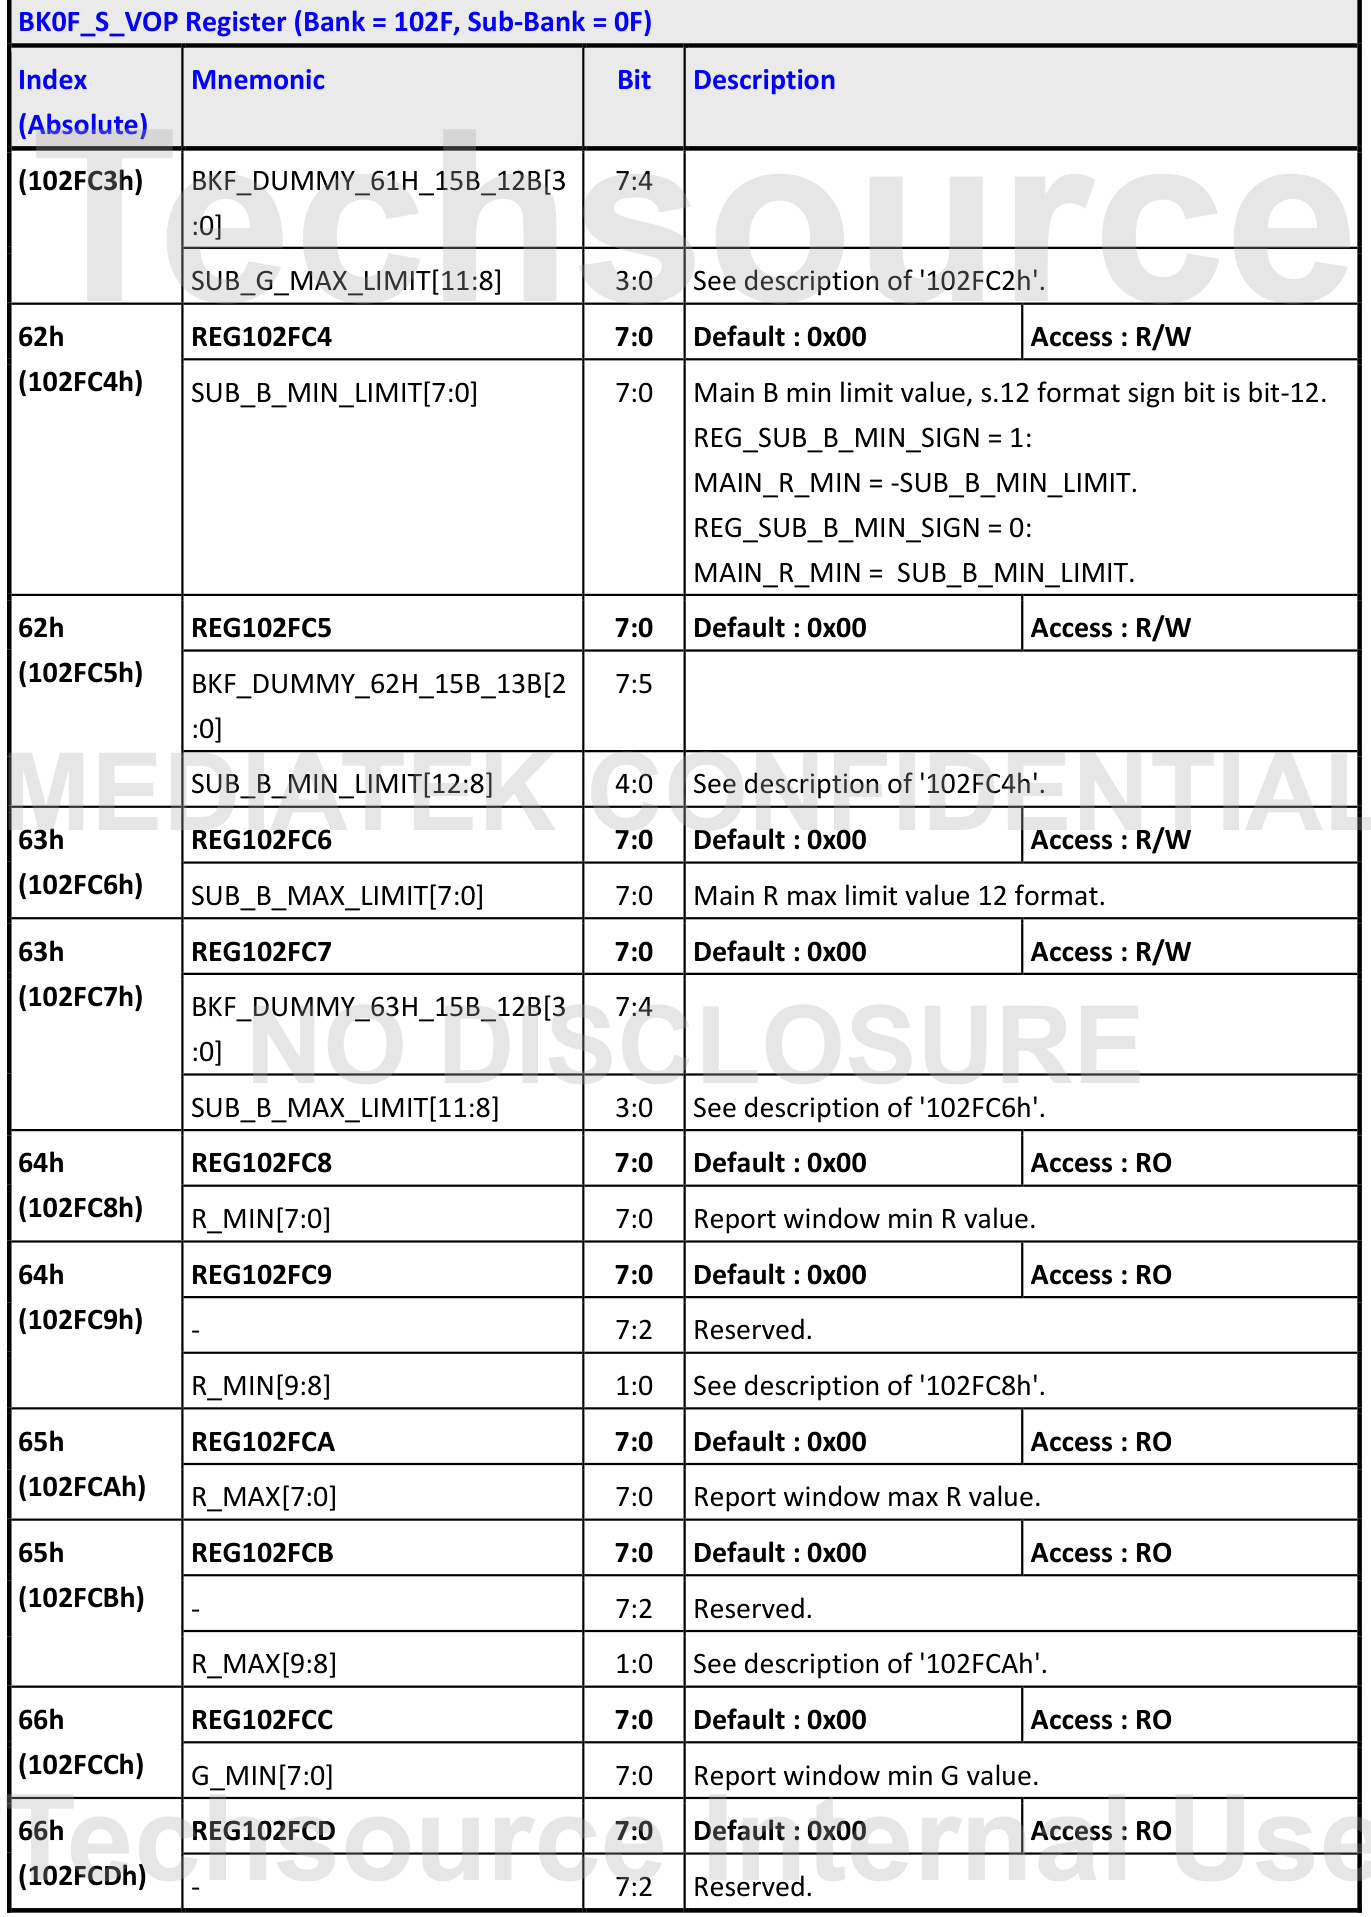 BK0F_S_VOP Register (Bank = 102F, Sub-Bank = 0F)
Index (Absolute) Mnemonic Bit Description
(102FC3h) BKF_DUMMY_61H_15B_12B[3:0] 7:4
SUB_G_MAX_LIMIT[11:8] 3:0 See description of '102FC2h'.
62h (102FC4h) REG102FC4 7:0 Default : 0x00 Access : R/W
SUB_B_MIN_LIMIT[7:0] 7:0 Main B min limit value, s.12 format sign bit is bit-12.
REG_SUB_B_MIN_SIGN = 1:
MAIN_R_MIN = -SUB_B_MIN_LIMIT.
REG_SUB_B_MIN_SIGN = 0:
MAIN_R_MIN = SUB_B_MIN_LIMIT.
62h (102FC5h) REG102FC5 7:0 Default : 0x00 Access : R/W
BKF_DUMMY_62H_15B_13B[2:0] 7:5
SUB_B_MIN_LIMIT[12:8] 4:0 See description of '102FC4h'.
63h (102FC6h) REG102FC6 7:0 Default : 0x00 Access : R/W
SUB_B_MAX_LIMIT[7:0] 7:0 Main R max limit value 12 format.
63h (102FC7h) REG102FC7 7:0 Default : 0x00 Access : R/W
BKF_DUMMY_63H_15B_12B[3:0] 7:4
SUB_B_MAX_LIMIT[11:8] 3:0 See description of '102FC6h'.
64h (102FC8h) REG102FC8 7:0 Default : 0x00 Access : RO
R_MIN[7:0] 7:0 Report window min R value.
64h (102FC9h) REG102FC9 7:0 Default : 0x00 Access : RO
- 7:2 Reserved.
R_MIN[9:8] 1:0 See description of '102FC8h'.
65h (102FCAh) REG102FCA 7:0 Default : 0x00 Access : RO
R_MAX[7:0] 7:0 Report window max R value.
65h (102FCBh) REG102FCB 7:0 Default : 0x00 Access : RO
- 7:2 Reserved.
R_MAX[9:8] 1:0 See description of '102FCAh'.
66h (102FCCh) REG102FCC 7:0 Default : 0x00 Access : RO
G_MIN[7:0] 7:0 Report window min G value.
66h (102FCDh) REG102FCD 7:0 Default : 0x00 Access : RO
- 7:2 Reserved.
Techsource
MEDIATEK CONFIDENTIAL
NO DISCLOSURE
Techsource Internal Use